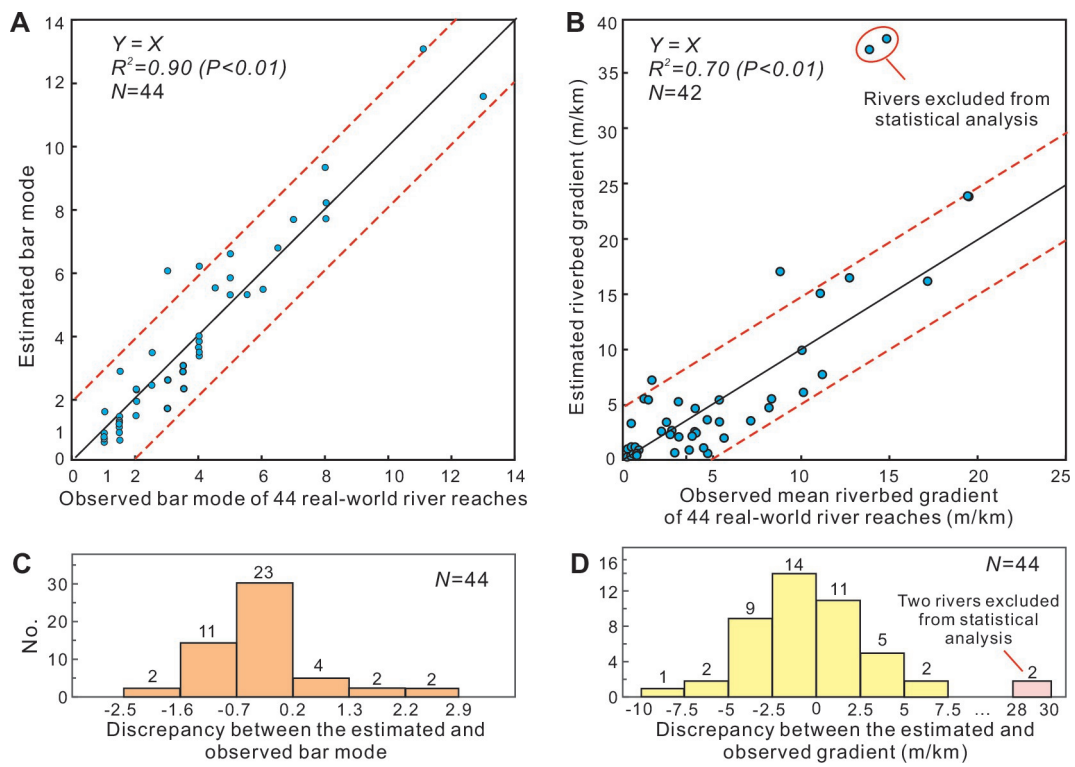 A
Y = X
R²=0.90 (P<0.01)
N=44
Estimated bar mode
14
12
10
8
6
4
2
1
0
0 1 2 4 6 8 10 12 14
Observed bar mode of 44 real-world river reaches
B
Y = X
R²=0.70 (P<0.01)
N=42
Rivers excluded from
statistical analysis
Estimated riverbed gradient (m/km)
40
35
30
25
20
15
10
5
0
0 5 10 15 20 25
Observed mean riverbed gradient
of 44 real-world river reaches (m/km)
C
N=44
No.
30
20
10
0
2 11 23 4 2 2
-2.5 -1.6 -0.7 0.2 1.3 2.2 2.9
Discrepancy between the estimated and
observed bar mode
D
N=44
Two rivers excluded
from statistical
analysis
16
12
8
4
0
1 2 9 14 11 5 2 2
-10 -7.5 -5 -2.5 0 2.5 5 7.5 ... 28 30
Discrepancy between the estimated and
observed gradient (m/km)